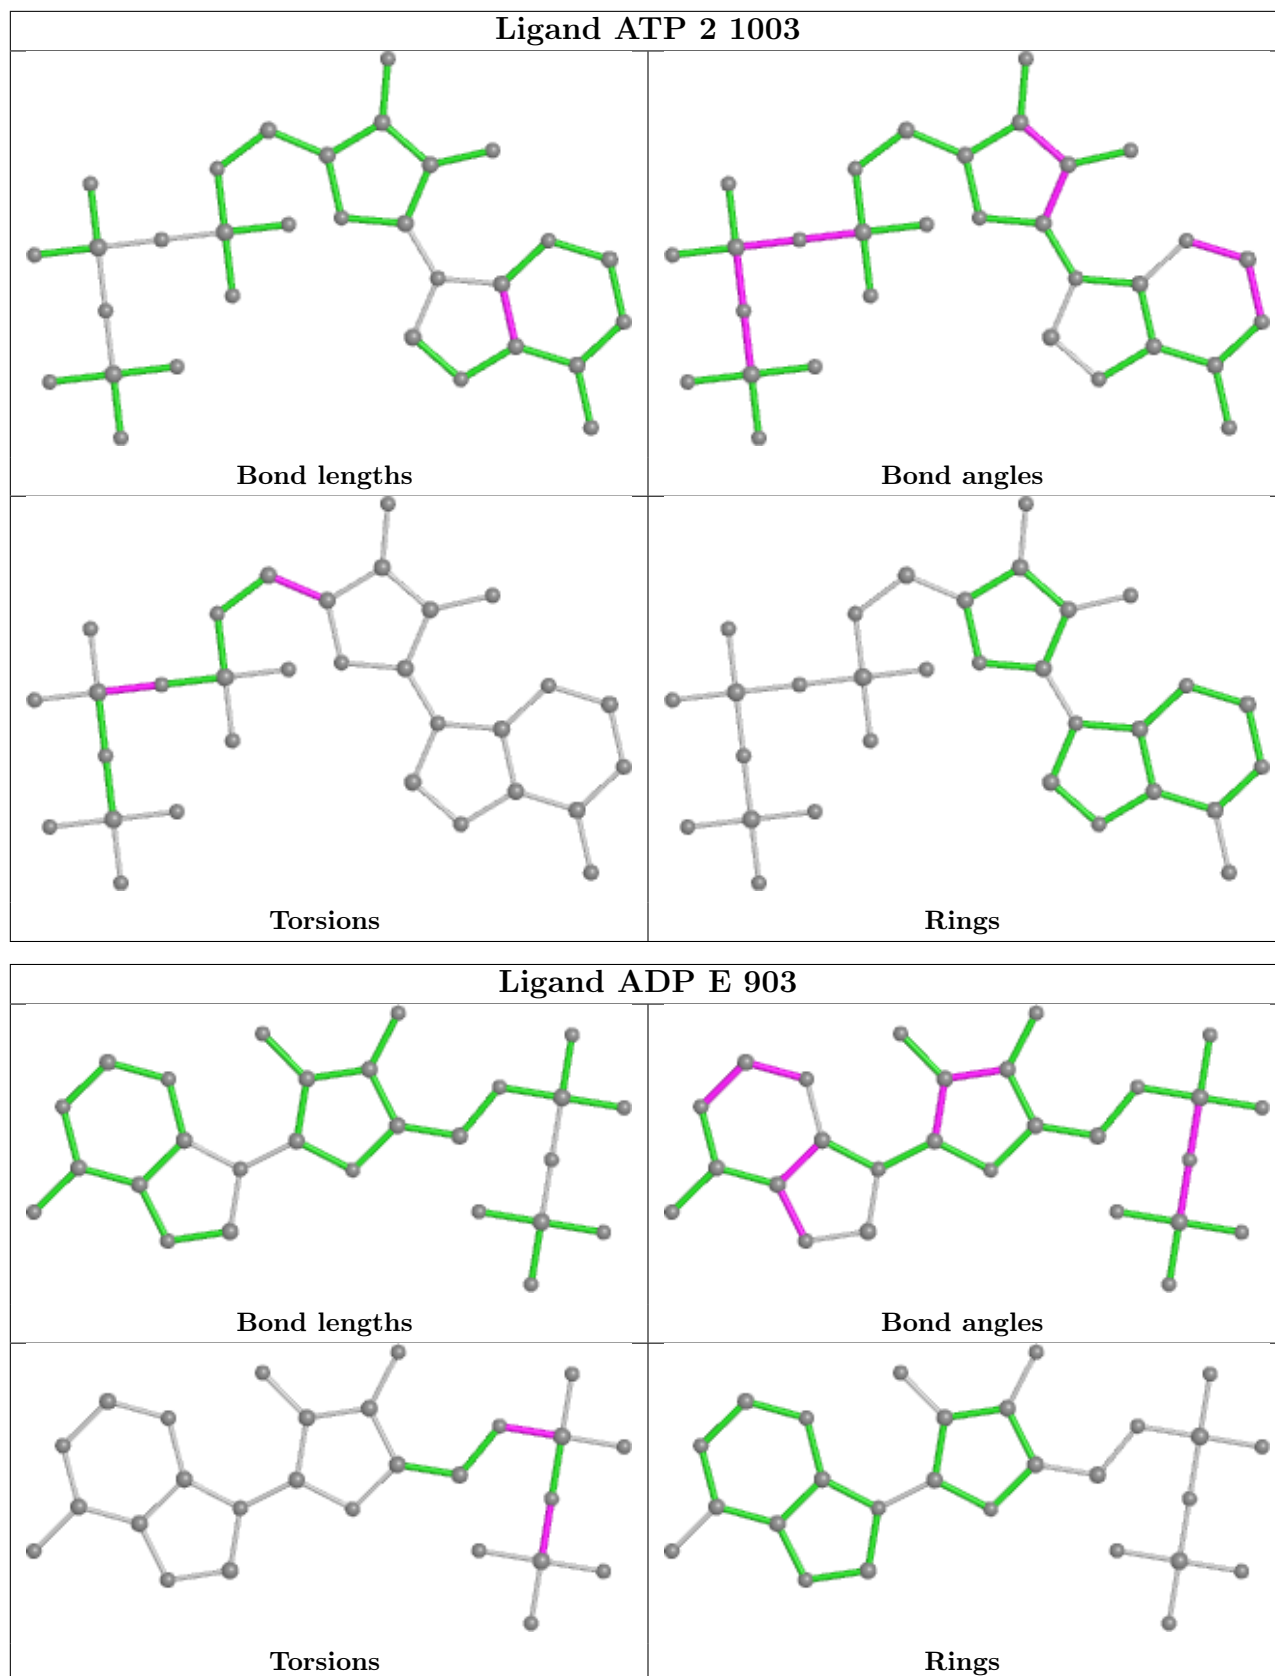 Ligand ATP 2 1003
Bond lengths
Bond angles
Torsions
Rings
Ligand ADP E 903
Bond lengths
Bond angles
Torsions
Rings